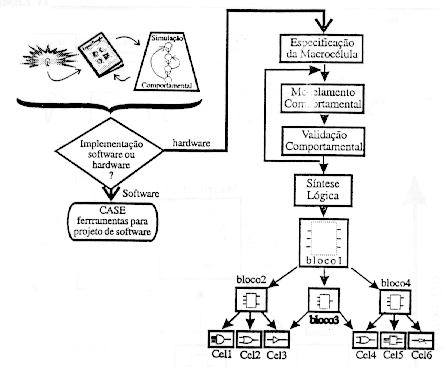 Simulação
Comportamental
Implementação
software ou
hardware
?
hardware
Software
CASE
ferrramentas para
projeto de software
Especificação
da Macrocélula
Modelamento
Comportamental
Validação
Comportamental
Síntese
Lógica
bloco1
bloco2
bloco3
bloco4
Cel1
Cel2
Cel3
Cel4
Cel5
Cel6